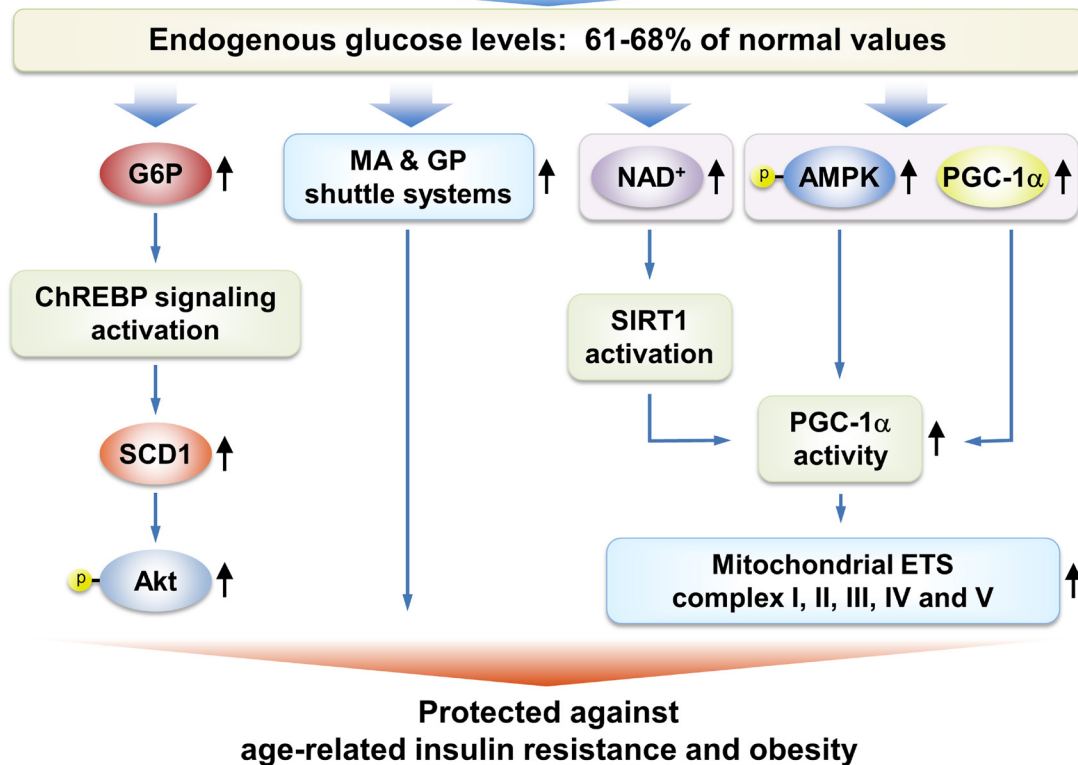 Endogenous glucose levels: 61-68% of normal values
G6P
MA & GP
shuttle systems
NAD⁺
p
AMPK
PGC-1α
ChREBP signaling
activation
SIRT1
activation
SCD1
PGC-1α
activity
p
Akt
Mitochondrial ETS
complex I, II, III, IV and V
Protected against
age-related insulin resistance and obesity